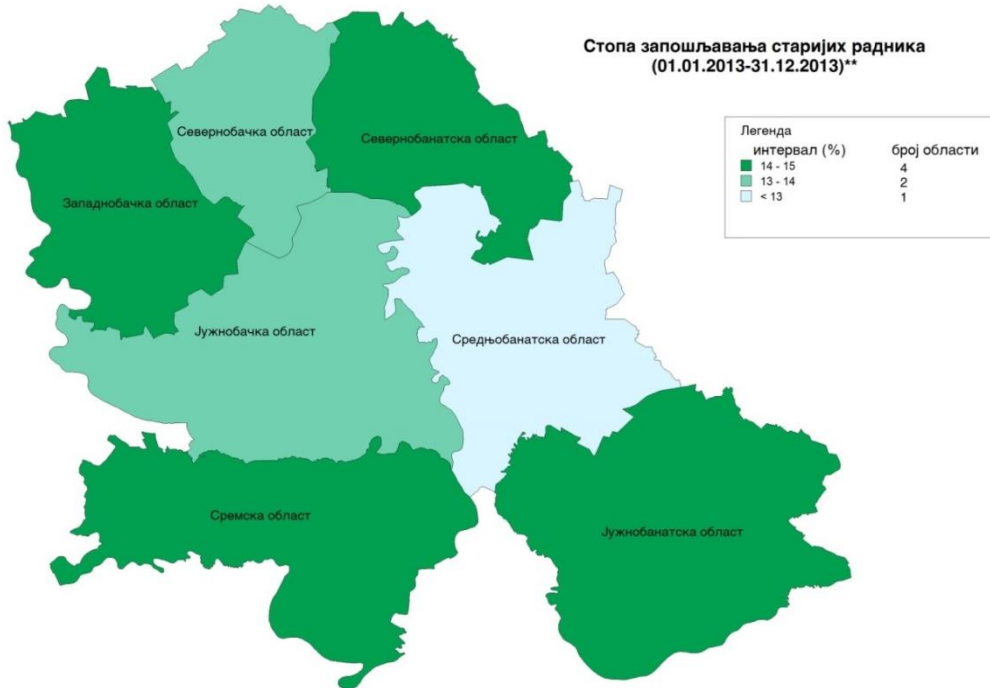 Стопа запошљавања старијих радника
(01.01.2013-31.12.2013)**
Легенда
интервал (%) број области
14 - 15 4
13 - 14 2
< 13 1
Севернобачка област
Севернобанатска област
Западнобачка област
Јужнобачка област
Средњобанатска област
Сремска област
Јужнобанатска област